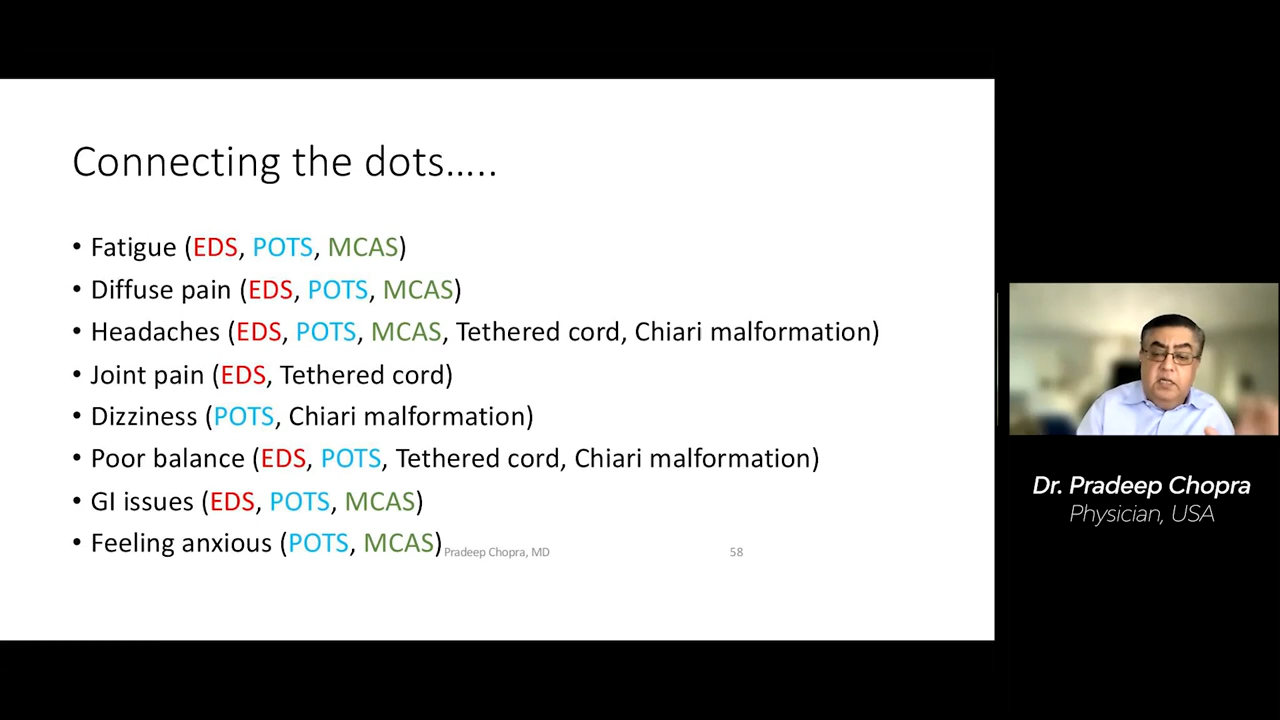 Connecting the dots.....
• Fatigue (EDS, POTS, MCAS)
• Diffuse pain (EDS, POTS, MCAS)
• Headaches (EDS, POTS, MCAS, Tethered cord, Chiari malformation)
• Joint pain (EDS, Tethered cord)
• Dizziness (POTS, Chiari malformation)
• Poor balance (EDS, POTS, Tethered cord, Chiari malformation)
• GI issues (EDS, POTS, MCAS)
• Feeling anxious (POTS, MCAS)
Pradeep Chopra, MD
58
Dr. Pradeep Chopra
Physician, USA